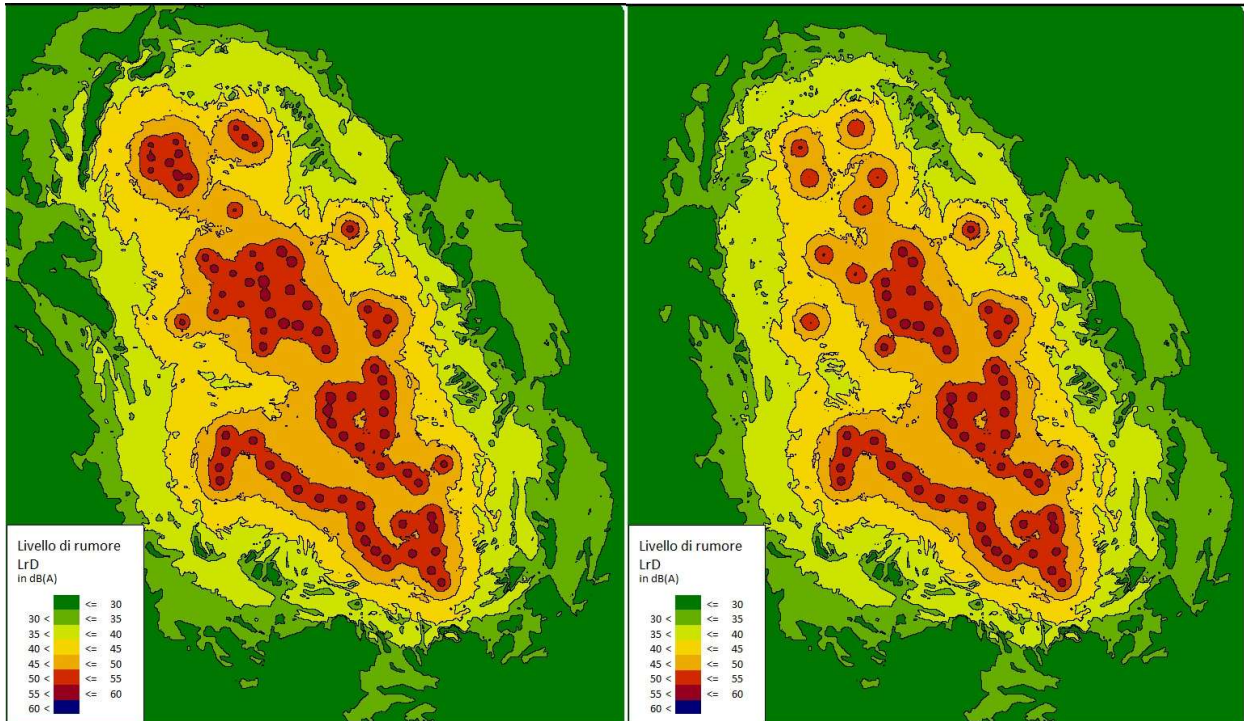 Livello di rumore
LrD
in dB(A)
<= 30
30 < <= 35
35 < <= 40
40 < <= 45
45 < <= 50
50 < <= 55
55 < <= 60
60 <
Livello di rumore
LrD
in dB(A)
<= 30
30 < <= 35
35 < <= 40
40 < <= 45
45 < <= 50
50 < <= 55
55 < <= 60
60 <